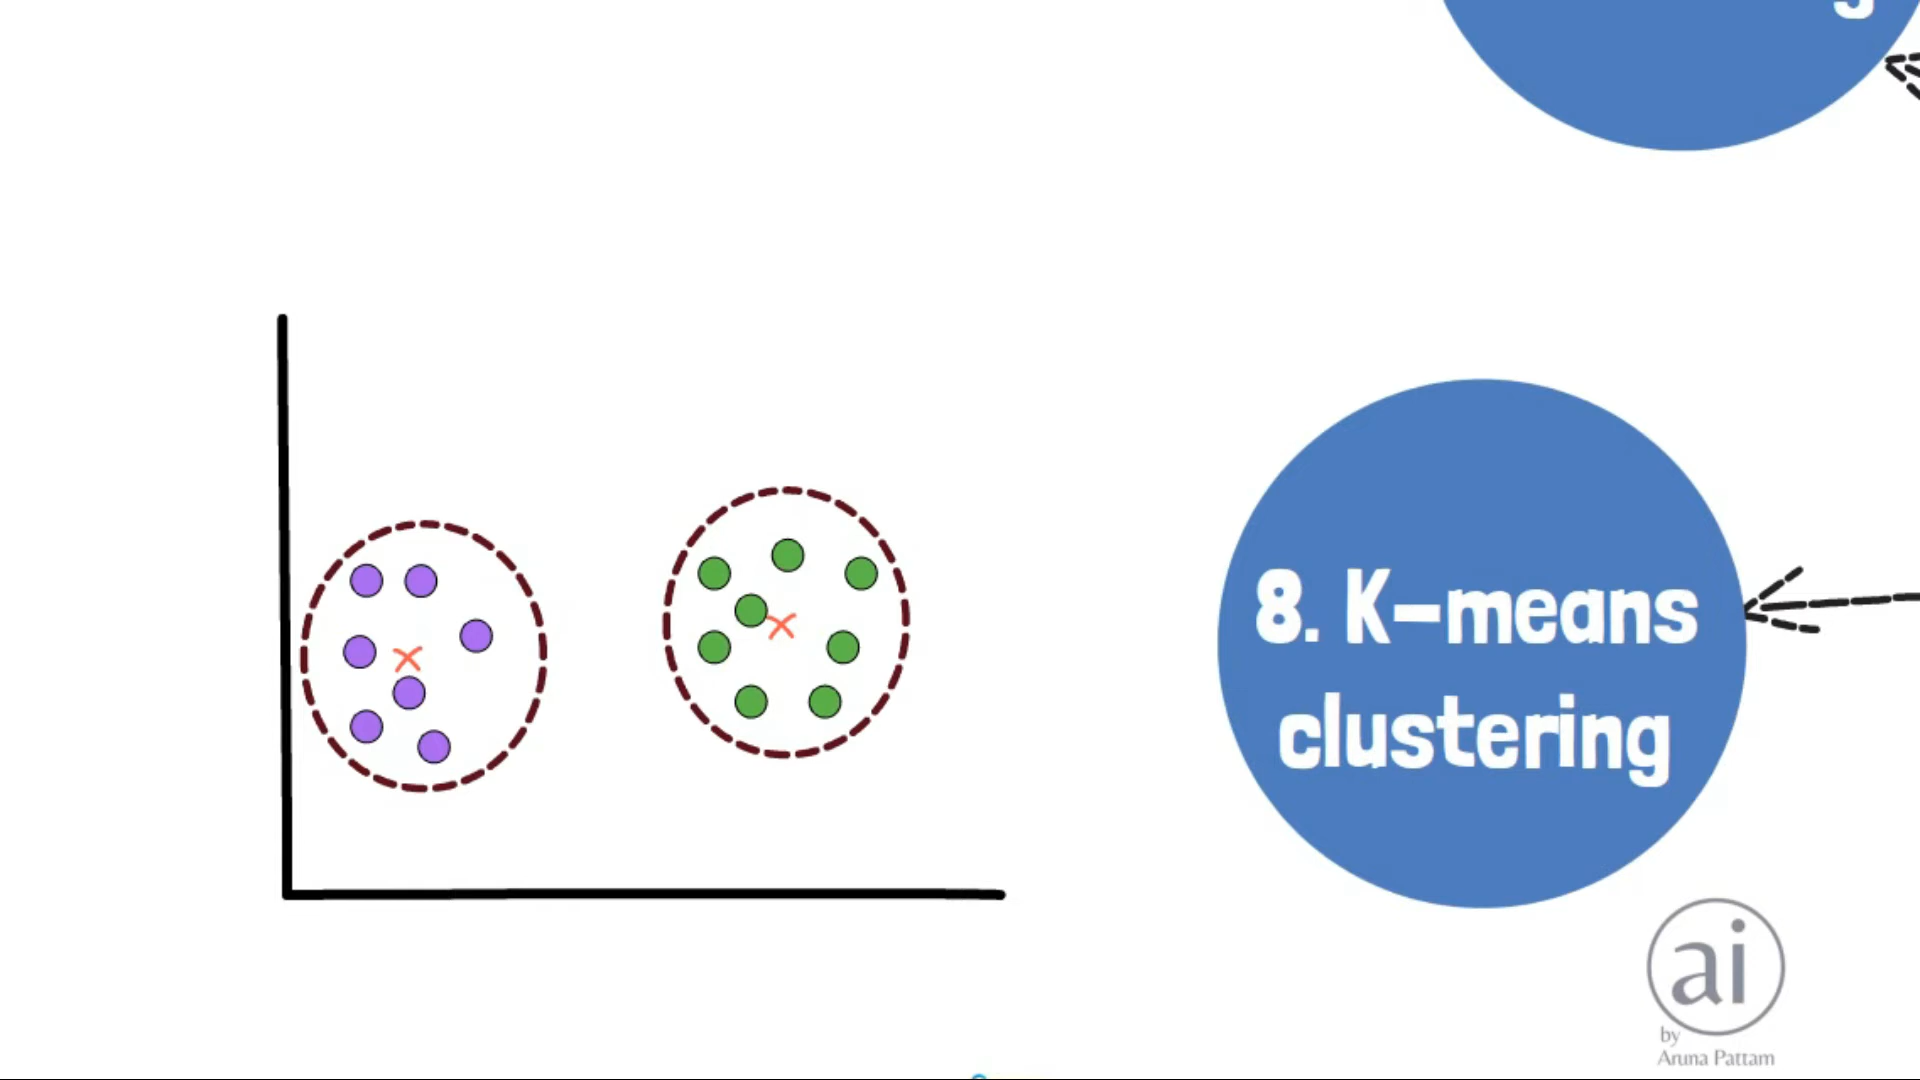 8. K-means
clustering
ai
by
Aruna Pattam